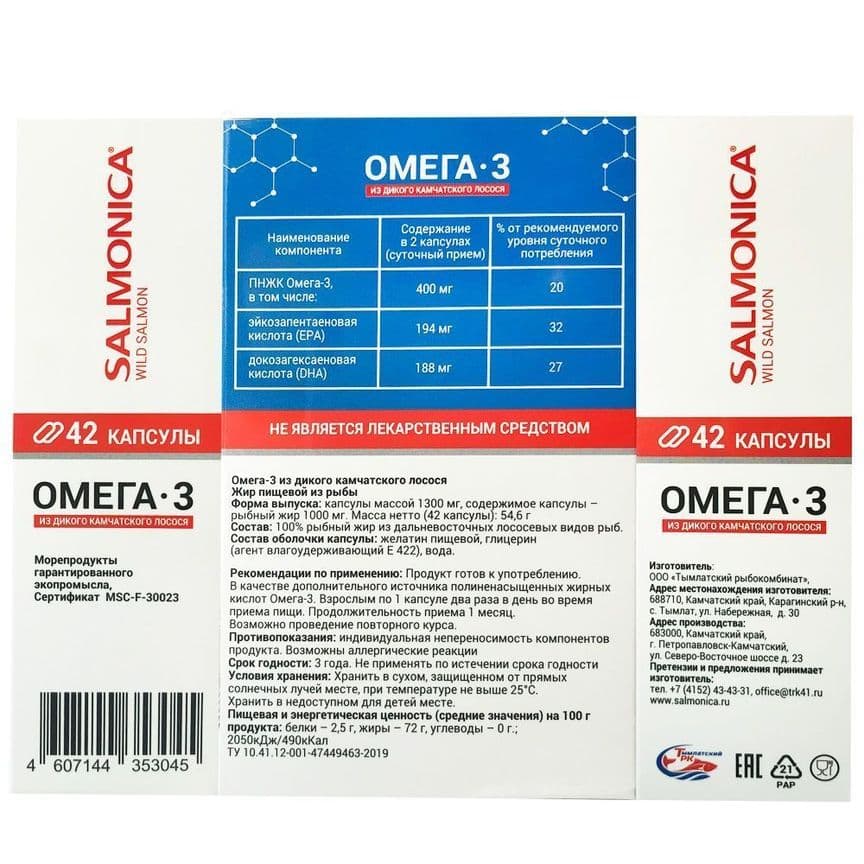 SALMONICA®
WILD SALMON
42 КАПСУЛЫ
ОМЕГА·3
ИЗ ДИКОГО КАМЧАТСКОГО ЛОСОСЯ
Морепродукты
гарантированного
экопромысла,
Сертификат MSC-F-30023
4 607144 353045
ОМЕГА·3
ИЗ ДИКОГО КАМЧАТСКОГО ЛОСОСЯ
Наименование компонента | Содержание в 2 капсулах (суточный прием) | % от рекомендуемого уровня суточного потребления
ПНЖК Омега-3, в том числе: | 400 мг | 20
эйкозапентаеновая кислота (EPA) | 194 мг | 32
докозагексаеновая кислота (DHA) | 188 мг | 27
НЕ ЯВЛЯЕТСЯ ЛЕКАРСТВЕННЫМ СРЕДСТВОМ
Омега-3 из дикого камчатского лосося
Жир пищевой из рыбы
Форма выпуска: капсулы массой 1300 мг, содержимое капсулы –
рыбный жир 1000 мг. Масса нетто (42 капсулы): 54,6 г
Состав: 100% рыбный жир из дальневосточных лососевых видов рыб.
Состав оболочки капсулы: желатин пищевой, глицерин
(агент влагоудерживающий Е 422), вода.
Рекомендации по применению: Продукт готов к употреблению.
В качестве дополнительного источника полиненасыщенных жирных
кислот Омега-3. Взрослым по 1 капсуле два раза в день во время
приема пищи. Продолжительность приема 1 месяц.
Возможно проведение повторного курса.
Противопоказания: индивидуальная непереносимость компонентов
продукта. Возможны аллергические реакции
Срок годности: 3 года. Не применять по истечении срока годности
Условия хранения: Хранить в сухом, защищенном от прямых
солнечных лучей месте, при температуре не выше 25°С.
Хранить в недоступном для детей месте.
Пищевая и энергетическая ценность (средние значения) на 100 г
продукта: белки – 2,5 г, жиры – 72 г, углеводы – 0 г.;
2050кДж/490кКал
ТУ 10.41.12-001-47449463-2019
SALMONICA®
WILD SALMON
42 КАПСУЛЫ
ОМЕГА·3
ИЗ ДИКОГО КАМЧАТСКОГО ЛОСОСЯ
Изготовитель:
ООО «Тымлатский рыбокомбинат»,
Адрес местонахождения изготовителя:
688710, Камчатский край, Карагинский р-н,
с. Тымлат, ул. Набережная, д. 30
Адрес производства:
683000, Камчатский край,
г. Петропавловск-Камчатский,
ул. Северо-Восточное шоссе д. 23
Претензии и предложения принимает
изготовитель:
тел. +7 (4152) 43-43-31, office@trk41.ru
www.salmonica.ru
Тымлатский
РК
EAC
21
PAP